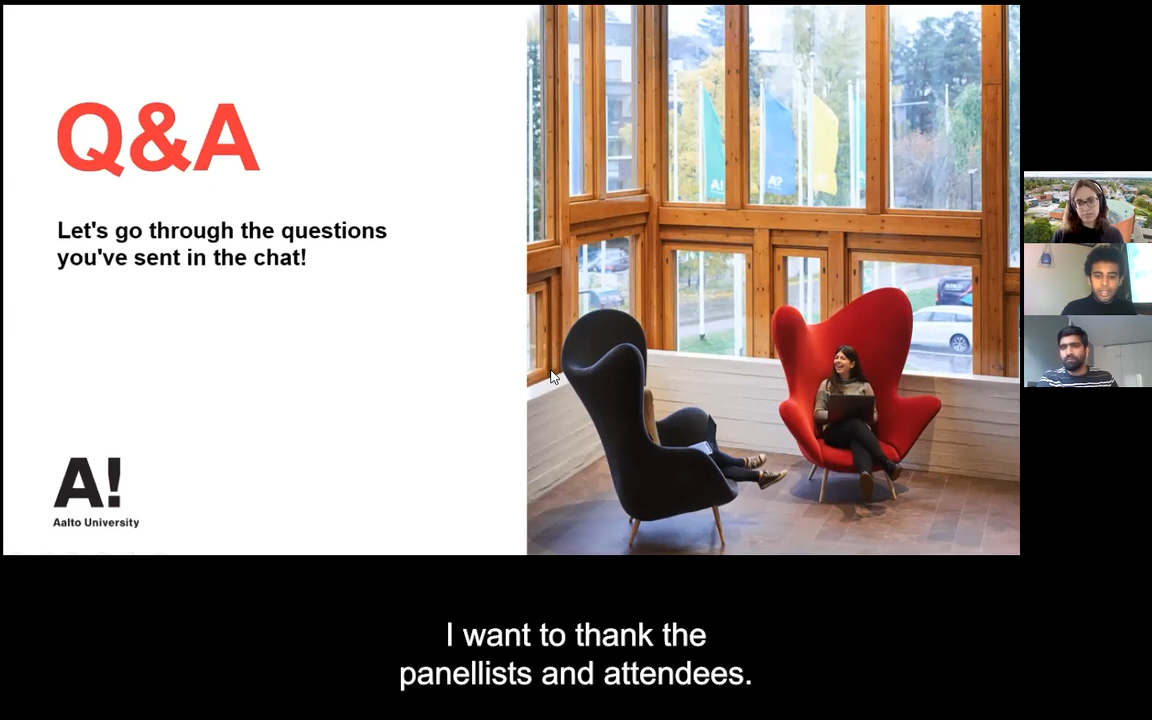 Q&A
Let's go through the questions
you've sent in the chat!
A!
A?
A!
Aalto University
I want to thank the
panellists and attendees.